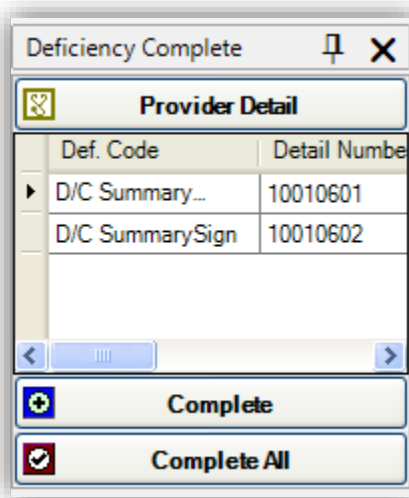 Deficiency Complete
Provider Detail
Def. Code Detail Numbe
D/C Summary... 10010601
D/C SummarySign 10010602
Complete
Complete All